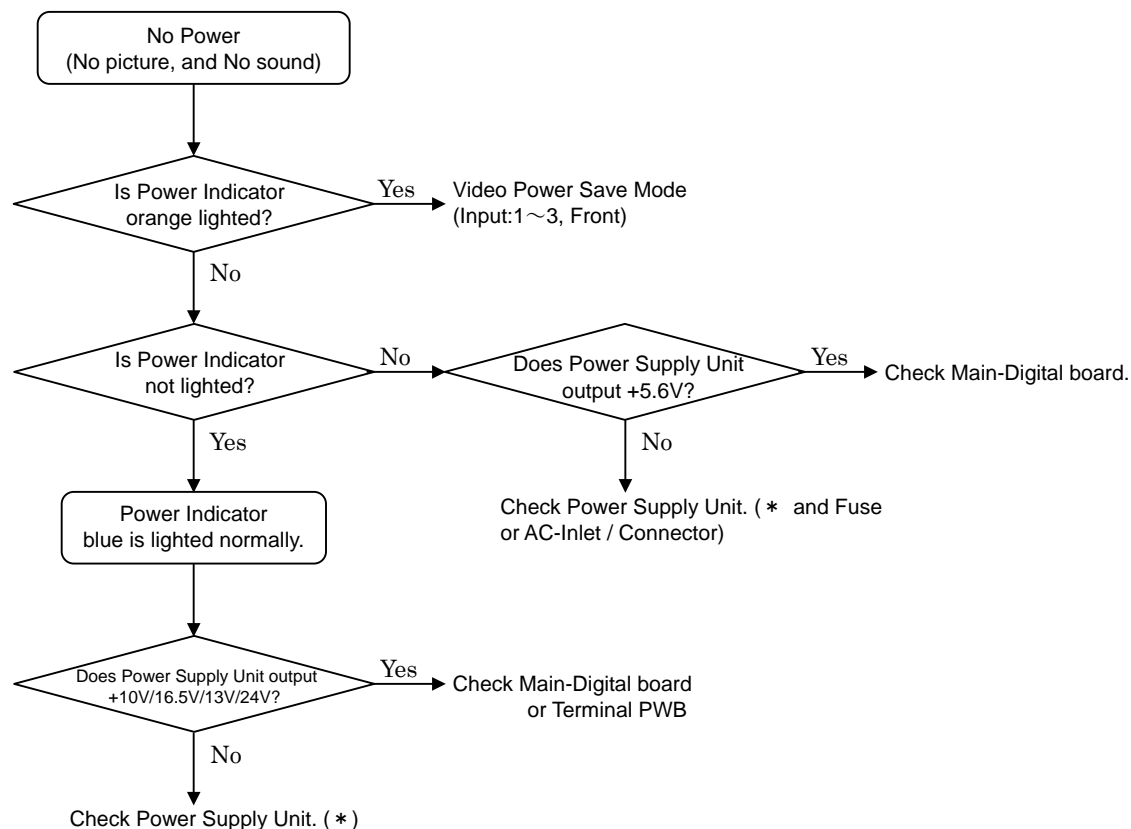 No Power
(No picture, and No sound)
Is Power Indicator
orange lighted?
Yes
Video Power Save Mode
(Input:1～3, Front)
No
Is Power Indicator
not lighted?
No
Does Power Supply Unit
output +5.6V?
Yes
Check Main-Digital board.
Yes
No
Check Power Supply Unit. (* and Fuse
or AC-Inlet / Connector)
Power Indicator
blue is lighted normally.
Does Power Supply Unit output
+10V/16.5V/13V/24V?
Yes
Check Main-Digital board
or Terminal PWB
No
Check Power Supply Unit. (*)